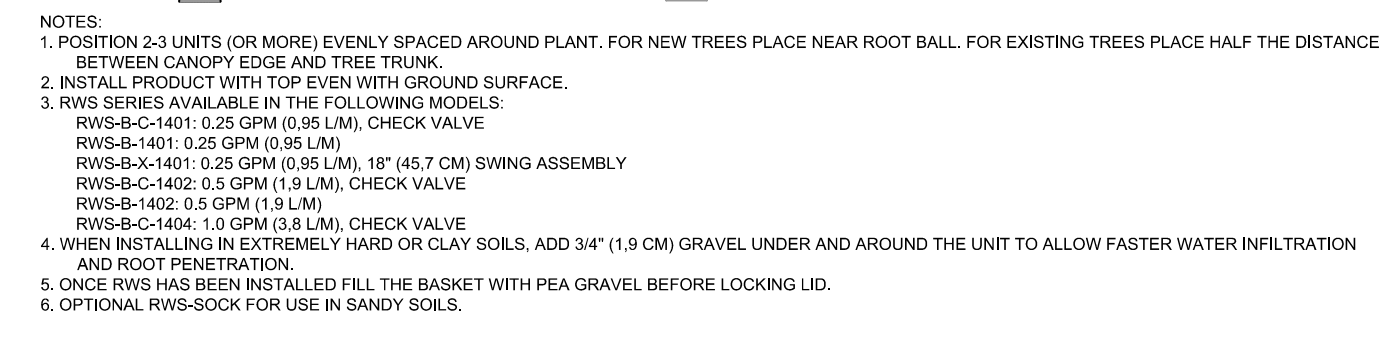 NOTES:
1. POSITION 2-3 UNITS (OR MORE) EVENLY SPACED AROUND PLANT. FOR NEW TREES PLACE NEAR ROOT BALL. FOR EXISTING TREES PLACE HALF THE DISTANCE
BETWEEN CANOPY EDGE AND TREE TRUNK.
2. INSTALL PRODUCT WITH TOP EVEN WITH GROUND SURFACE.
3. RWS SERIES AVAILABLE IN THE FOLLOWING MODELS:
RWS-B-C-1401: 0.25 GPM (0,95 L/M), CHECK VALVE
RWS-B-1401: 0.25 GPM (0,95 L/M)
RWS-B-X-1401: 0.25 GPM (0,95 L/M), 18" (45,7 CM) SWING ASSEMBLY
RWS-B-C-1402: 0.5 GPM (1,9 L/M), CHECK VALVE
RWS-B-1402: 0.5 GPM (1,9 L/M)
RWS-B-C-1404: 1.0 GPM (3,8 L/M), CHECK VALVE
4. WHEN INSTALLING IN EXTREMELY HARD OR CLAY SOILS, ADD 3/4" (1,9 CM) GRAVEL UNDER AND AROUND THE UNIT TO ALLOW FASTER WATER INFILTRATION
AND ROOT PENETRATION.
5. ONCE RWS HAS BEEN INSTALLED FILL THE BASKET WITH PEA GRAVEL BEFORE LOCKING LID.
6. OPTIONAL RWS-SOCK FOR USE IN SANDY SOILS.